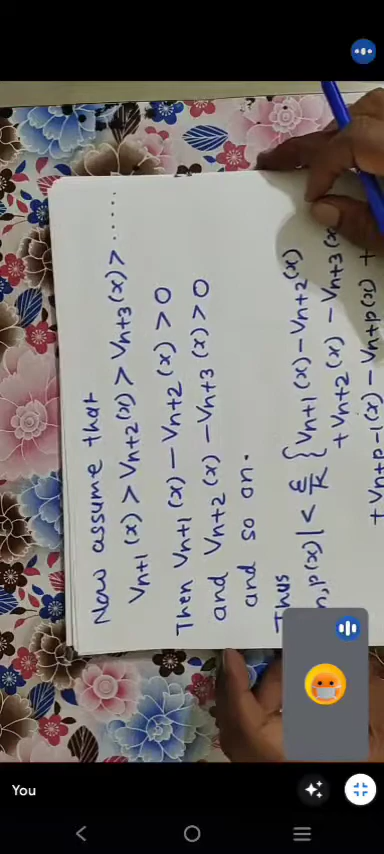 Now assume that
Vn+1(x) > Vn+2(x) > Vn+3(x) > ......
Then Vn+1(x) - Vn+2(x) > 0
and Vn+2(x) - Vn+3(x) > 0
and so on.
Thus
n,p(x)| < ε/K { Vn+1(x) - Vn+2(x)
+ Vn+2(x) - Vn+3(x
+ Vn+p-1(x) - Vn+p(x) +
You